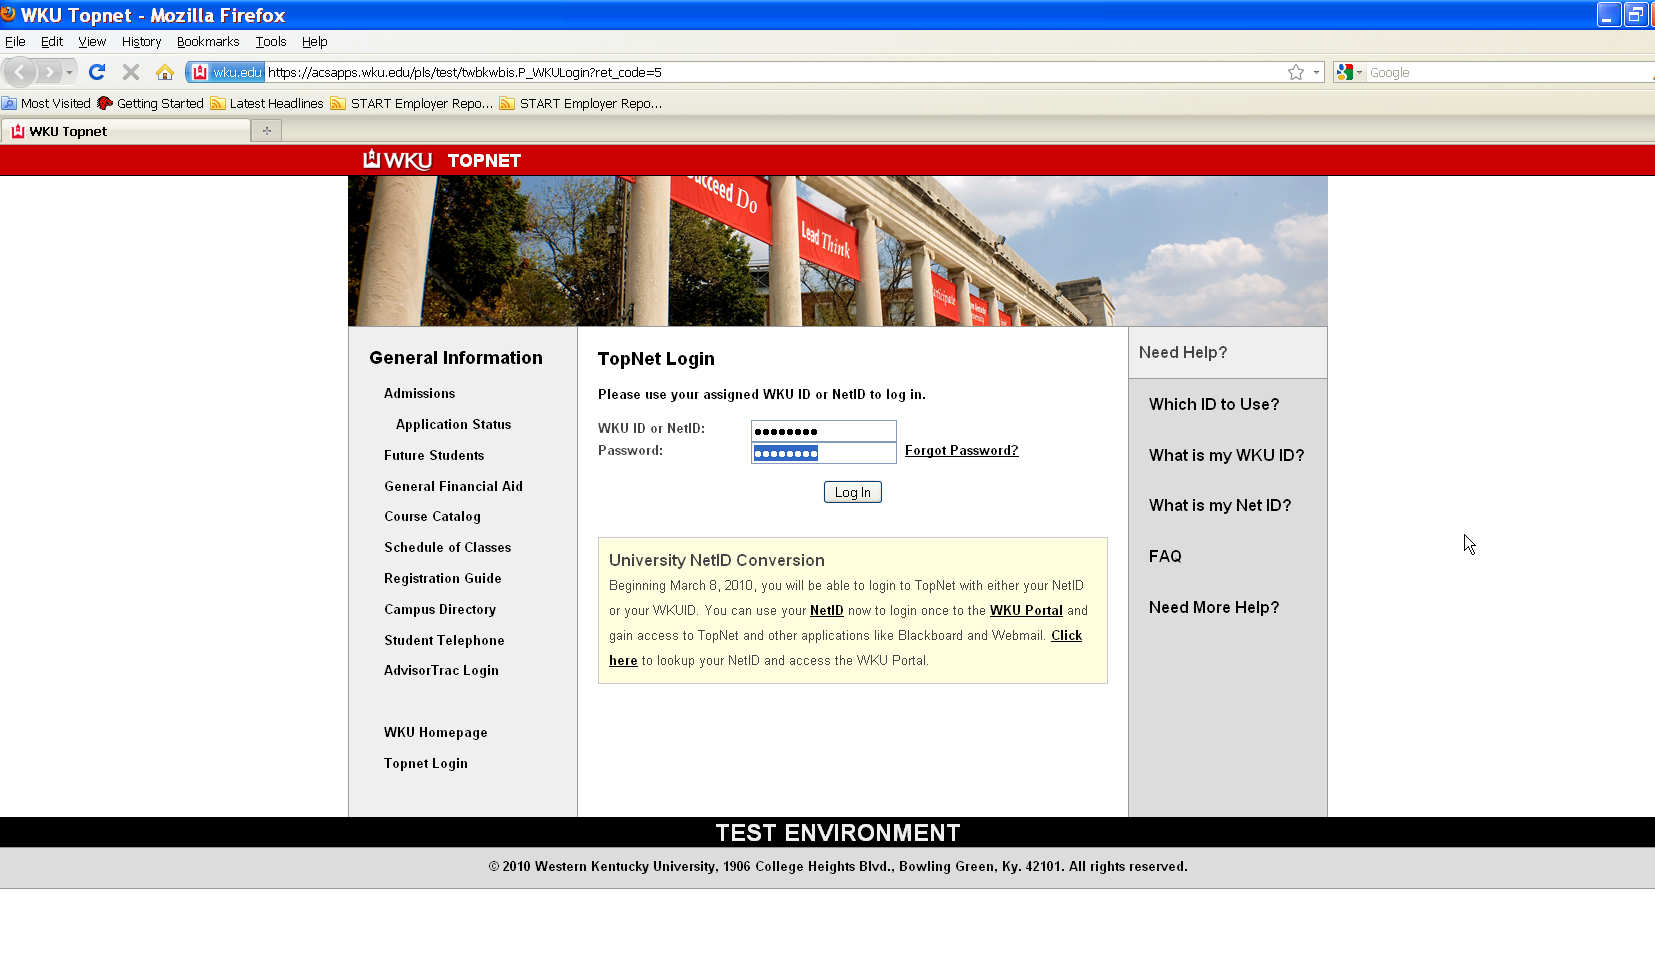 WKU Topnet - Mozilla Firefox
File Edit View History Bookmarks Tools Help
wku.edu https://acsapps.wku.edu/pls/test/twbkwbis.P_WKULogin?ret_code=5
Google
Most Visited Getting Started Latest Headlines START Employer Repo... START Employer Repo...
WKU Topnet
WKU TOPNET
Succeed Do
Lead Think
Participate
General Information
Admissions
Application Status
Future Students
General Financial Aid
Course Catalog
Schedule of Classes
Registration Guide
Campus Directory
Student Telephone
AdvisorTrac Login
WKU Homepage
Topnet Login
TopNet Login
Please use your assigned WKU ID or NetID to log in.
WKU ID or NetID: ●●●●●●●●
Password: ●●●●●●●● Forgot Password?
Log In
University NetID Conversion
Beginning March 8, 2010, you will be able to login to TopNet with either your NetID
or your WKUID. You can use your NetID now to login once to the WKU Portal and
gain access to TopNet and other applications like Blackboard and Webmail. Click
here to lookup your NetID and access the WKU Portal.
Need Help?
Which ID to Use?
What is my WKU ID?
What is my Net ID?
FAQ
Need More Help?
TEST ENVIRONMENT
© 2010 Western Kentucky University, 1906 College Heights Blvd., Bowling Green, Ky. 42101. All rights reserved.